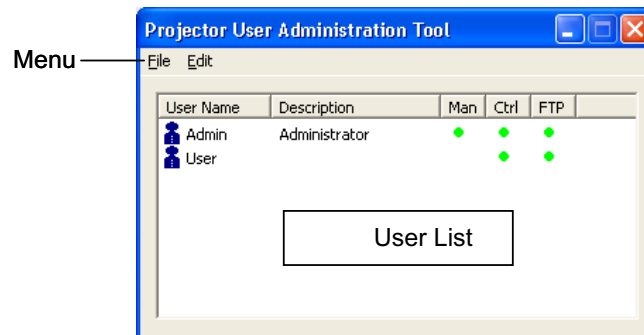 Projector User Administration Tool
Menu
File Edit
User Name Description Man Ctrl FTP
Admin Administrator
User
User List